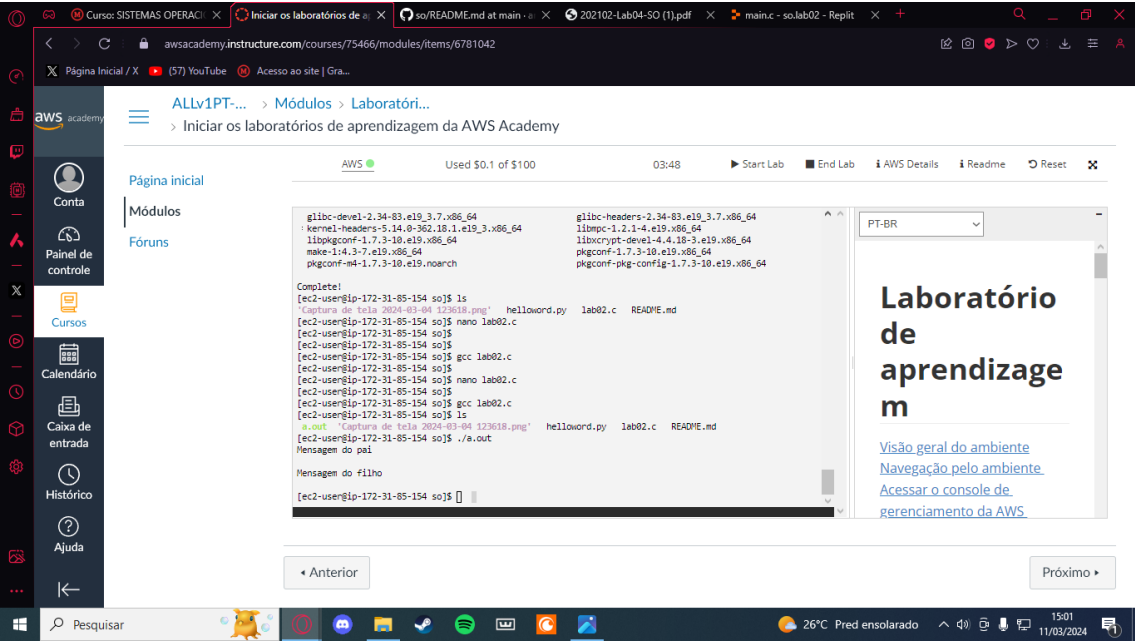 Curso: SISTEMAS OPERACI
Iniciar os laboratórios de ap
so/README.md at main · a
202102-Lab04-SO (1).pdf
main.c - so.lab02 - Replit
awsacademy.instructure.com/courses/75466/modules/items/6781042
Página Inicial / X
(57) YouTube
Acesso ao site | Gra...
aws academy
ALLv1PT-... > Módulos > Laboratóri...
> Iniciar os laboratórios de aprendizagem da AWS Academy
Conta
Painel de
controle
Cursos
Calendário
Caixa de
entrada
Histórico
Ajuda
Página inicial
Módulos
Fóruns
AWS
Used $0.1 of $100
03:48
Start Lab
End Lab
AWS Details
Readme
Reset
glibc-devel-2.34-83.el9_3.7.x86_64 glibc-headers-2.34-83.el9_3.7.x86_64
kernel-headers-5.14.0-362.18.1.el9_3.x86_64 libmpc-1.2.1-4.el9.x86_64
libpkgconf-1.7.3-10.el9.x86_64 libxcrypt-devel-4.4.18-3.el9.x86_64
make-1:4.3-7.el9.x86_64 pkgconf-1.7.3-10.el9.x86_64
pkgconf-m4-1.7.3-10.el9.noarch pkgconf-pkg-config-1.7.3-10.el9.x86_64
Complete!
[ec2-user@ip-172-31-85-154 so]$ ls
'Captura de tela 2024-03-04 123618.png' helloword.py lab02.c README.md
[ec2-user@ip-172-31-85-154 so]$ nano lab02.c
[ec2-user@ip-172-31-85-154 so]$
[ec2-user@ip-172-31-85-154 so]$
[ec2-user@ip-172-31-85-154 so]$ gcc lab02.c
[ec2-user@ip-172-31-85-154 so]$
[ec2-user@ip-172-31-85-154 so]$ nano lab02.c
[ec2-user@ip-172-31-85-154 so]$
[ec2-user@ip-172-31-85-154 so]$ gcc lab02.c
[ec2-user@ip-172-31-85-154 so]$ ls
a.out 'Captura de tela 2024-03-04 123618.png' helloword.py lab02.c README.md
[ec2-user@ip-172-31-85-154 so]$ ./a.out
Mensagem do pai
Mensagem do filho
[ec2-user@ip-172-31-85-154 so]$
PT-BR
Laboratório
de
aprendizage
m
Visão geral do ambiente
Navegação pelo ambiente
Acessar o console de
gerenciamento da AWS
Anterior
Próximo
Pesquisar
26°C Pred ensolarado
15:01
11/03/2024